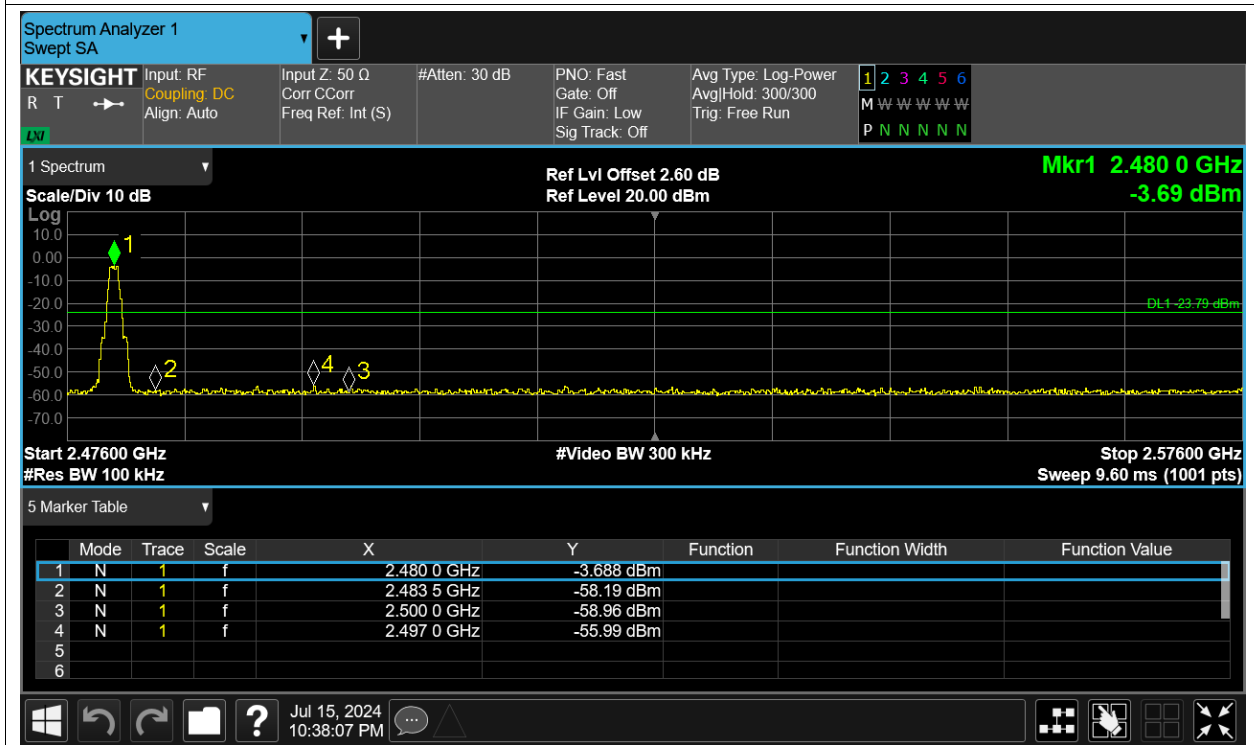 Spectrum Analyzer 1
Swept SA
KEYSIGHT
R T
LXI
Input: RF
Coupling: DC
Align: Auto
Input Z: 50 Ω
Corr CCorr
Freq Ref: Int (S)
#Atten: 30 dB
PNO: Fast
Gate: Off
IF Gain: Low
Sig Track: Off
Avg Type: Log-Power
Avg|Hold: 300/300
Trig: Free Run
1 2 3 4 5 6
M W W W W W
P N N N N N
1 Spectrum
Scale/Div 10 dB
Ref Lvl Offset 2.60 dB
Ref Level 20.00 dBm
Mkr1 2.480 0 GHz
-3.69 dBm
Log
10.0
0.00
-10.0
-20.0
-30.0
-40.0
-50.0
-60.0
-70.0
1
2
4
3
DL1 -23.79 dBm
Start 2.47600 GHz
#Res BW 100 kHz
#Video BW 300 kHz
Stop 2.57600 GHz
Sweep 9.60 ms (1001 pts)
5 Marker Table
Mode Trace Scale X Y Function Function Width Function Value
1 N 1 f 2.480 0 GHz -3.688 dBm
2 N 1 f 2.483 5 GHz -58.19 dBm
3 N 1 f 2.500 0 GHz -58.96 dBm
4 N 1 f 2.497 0 GHz -55.99 dBm
5
6
?
Jul 15, 2024
10:38:07 PM